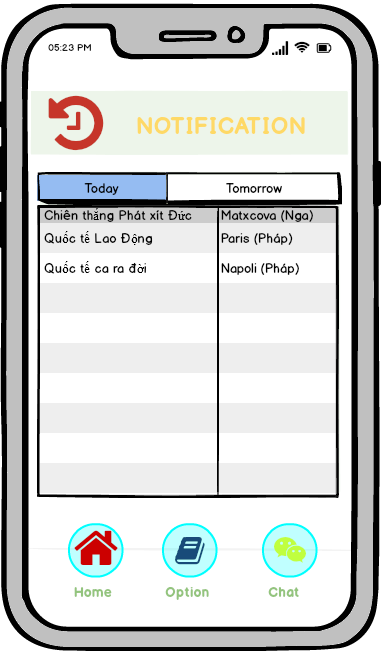 05:23 PM
NOTIFICATION
Today Tomorrow
Chiến thắng Phát xít Đức Matxcova (Nga)
Quốc tế Lao Động Paris (Pháp)
Quốc tế ca ra đời Napoli (Pháp)
Home Option Chat